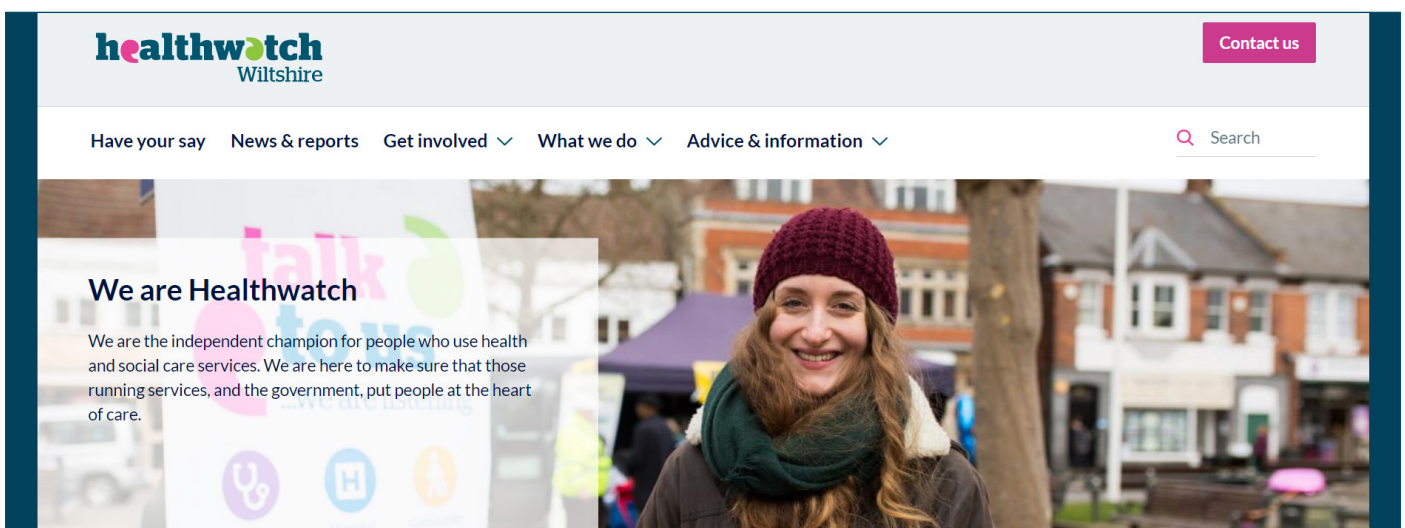 healthwatch
Wiltshire
Contact us
Have your say News & reports Get involved What we do Advice & information Search
talk
to us
We are Healthwatch
We are the independent champion for people who use health
and social care services. We are here to make sure that those
running services, and the government, put people at the heart
of care.
...We are listening
H
Hospital